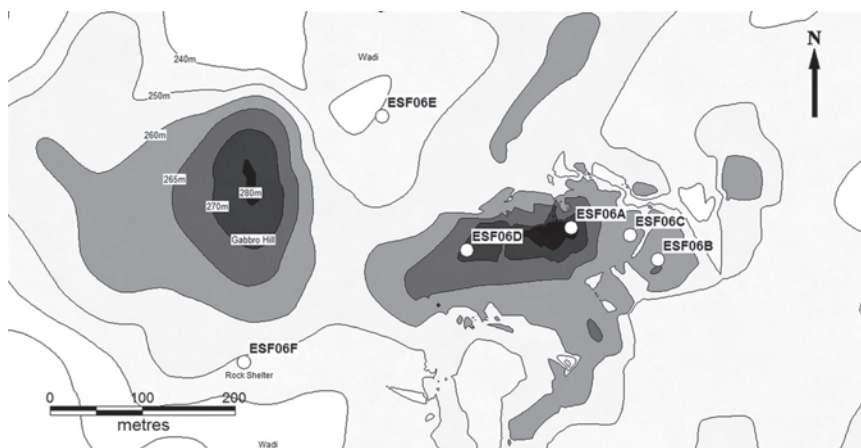 240m
Wadi
N
250m
ESF06E
260m
265m
280m
270m
ESF06A
ESF06C
Gabbro Hill
ESF06D
ESF06B
ESF06F
Rock Shelter
0 100 200
metres
Wadi